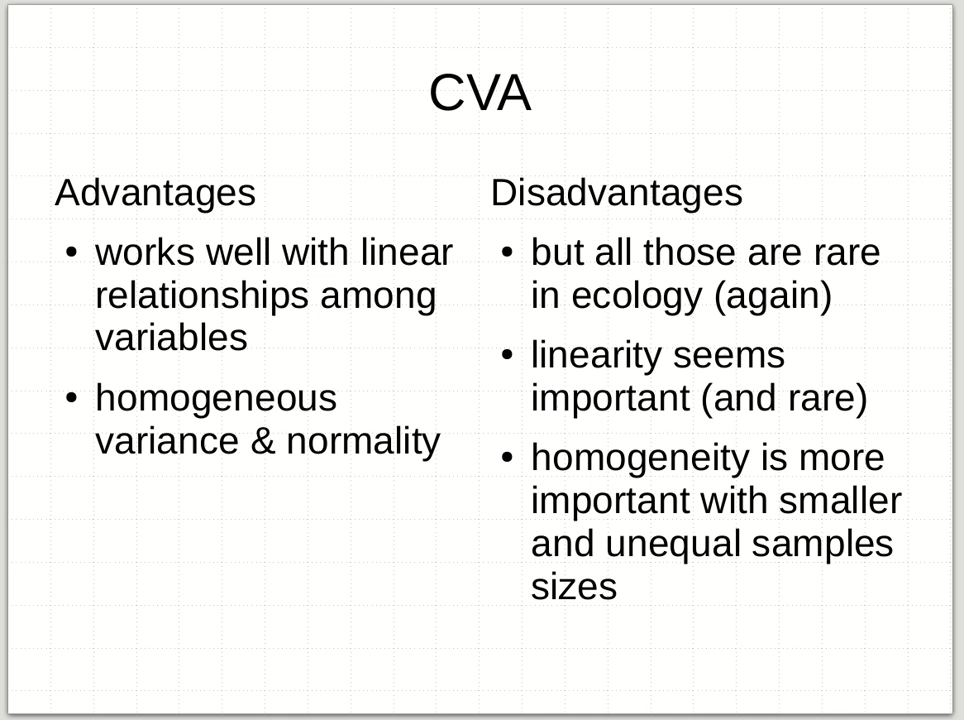 CVA
Advantages
• works well with linear
relationships among
variables
• homogeneous
variance & normality
Disadvantages
• but all those are rare
in ecology (again)
• linearity seems
important (and rare)
• homogeneity is more
important with smaller
and unequal samples
sizes